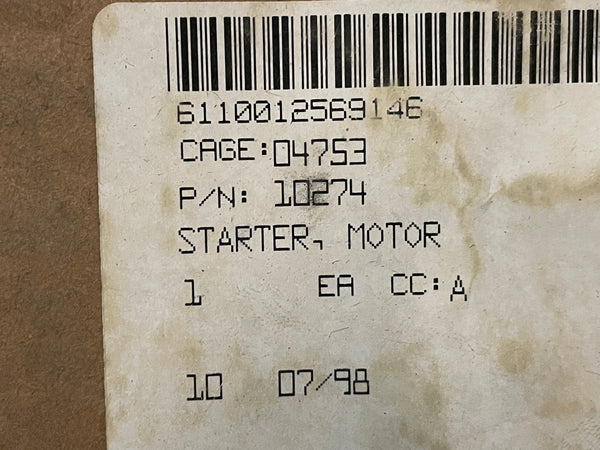 6110012569146
CAGE: 04753
P/N: 10274
STARTER, MOTOR
1 EA CC: A
10 07/98